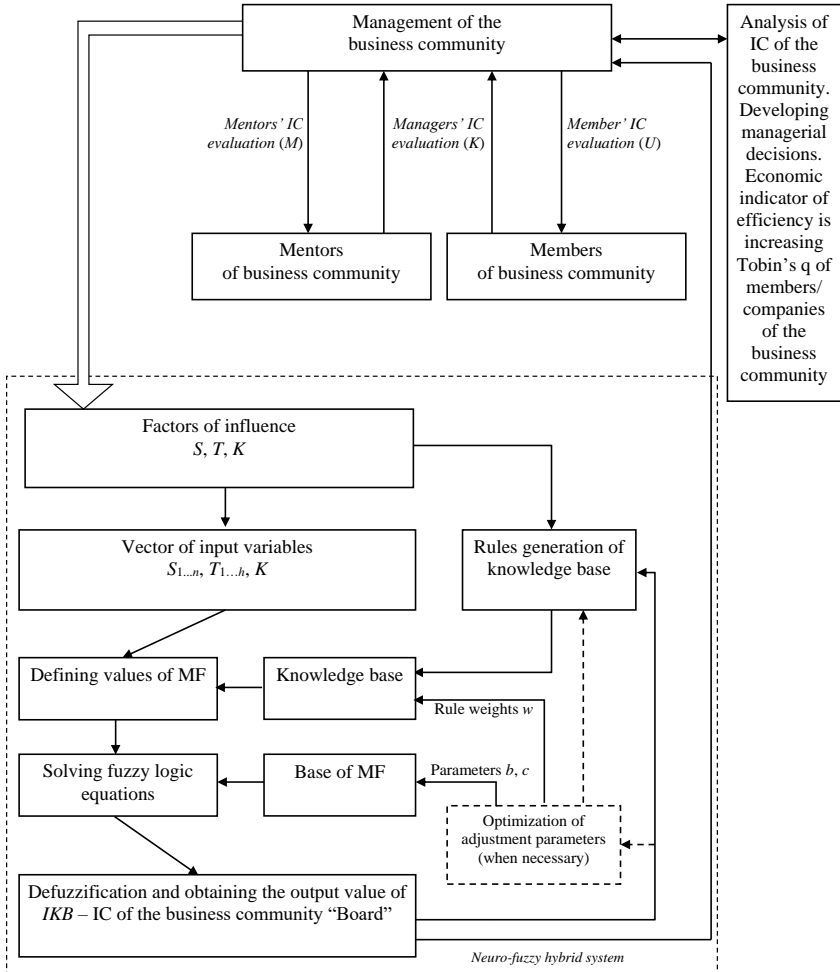 Management of the
business community
Analysis of
IC of the
business
community.
Developing
managerial
decisions.
Economic
indicator of
efficiency is
increasing
Tobin's q of
members/
companies
of the
business
community
Mentors' IC
evaluation (M)
Managers' IC
evaluation (K)
Member' IC
evaluation (U)
Mentors
of business community
Members
of business community
Factors of influence
S, T, K
Vector of input variables
S1...n, T1…h, K
Rules generation of
knowledge base
Defining values of MF
Knowledge base
Rule weights w
Solving fuzzy logic
equations
Base of MF
Parameters b, c
Optimization of
adjustment parameters
(when necessary)
Defuzzification and obtaining the output value of
IKB – IC of the business community “Board”
Neuro-fuzzy hybrid system